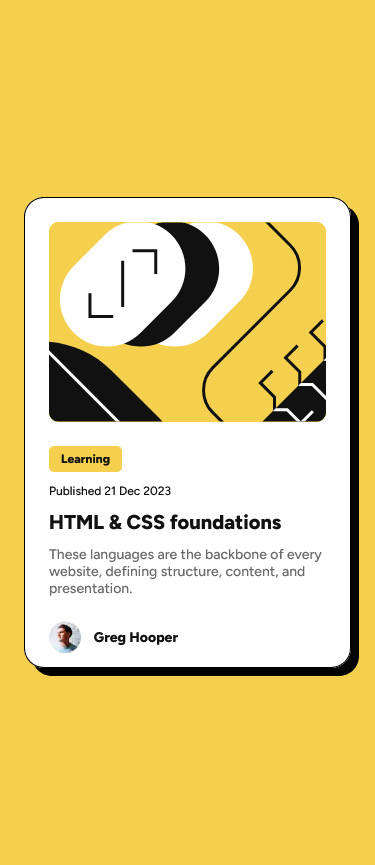 Learning
Published 21 Dec 2023
HTML & CSS foundations
These languages are the backbone of every
website, defining structure, content, and
presentation.
Greg Hooper